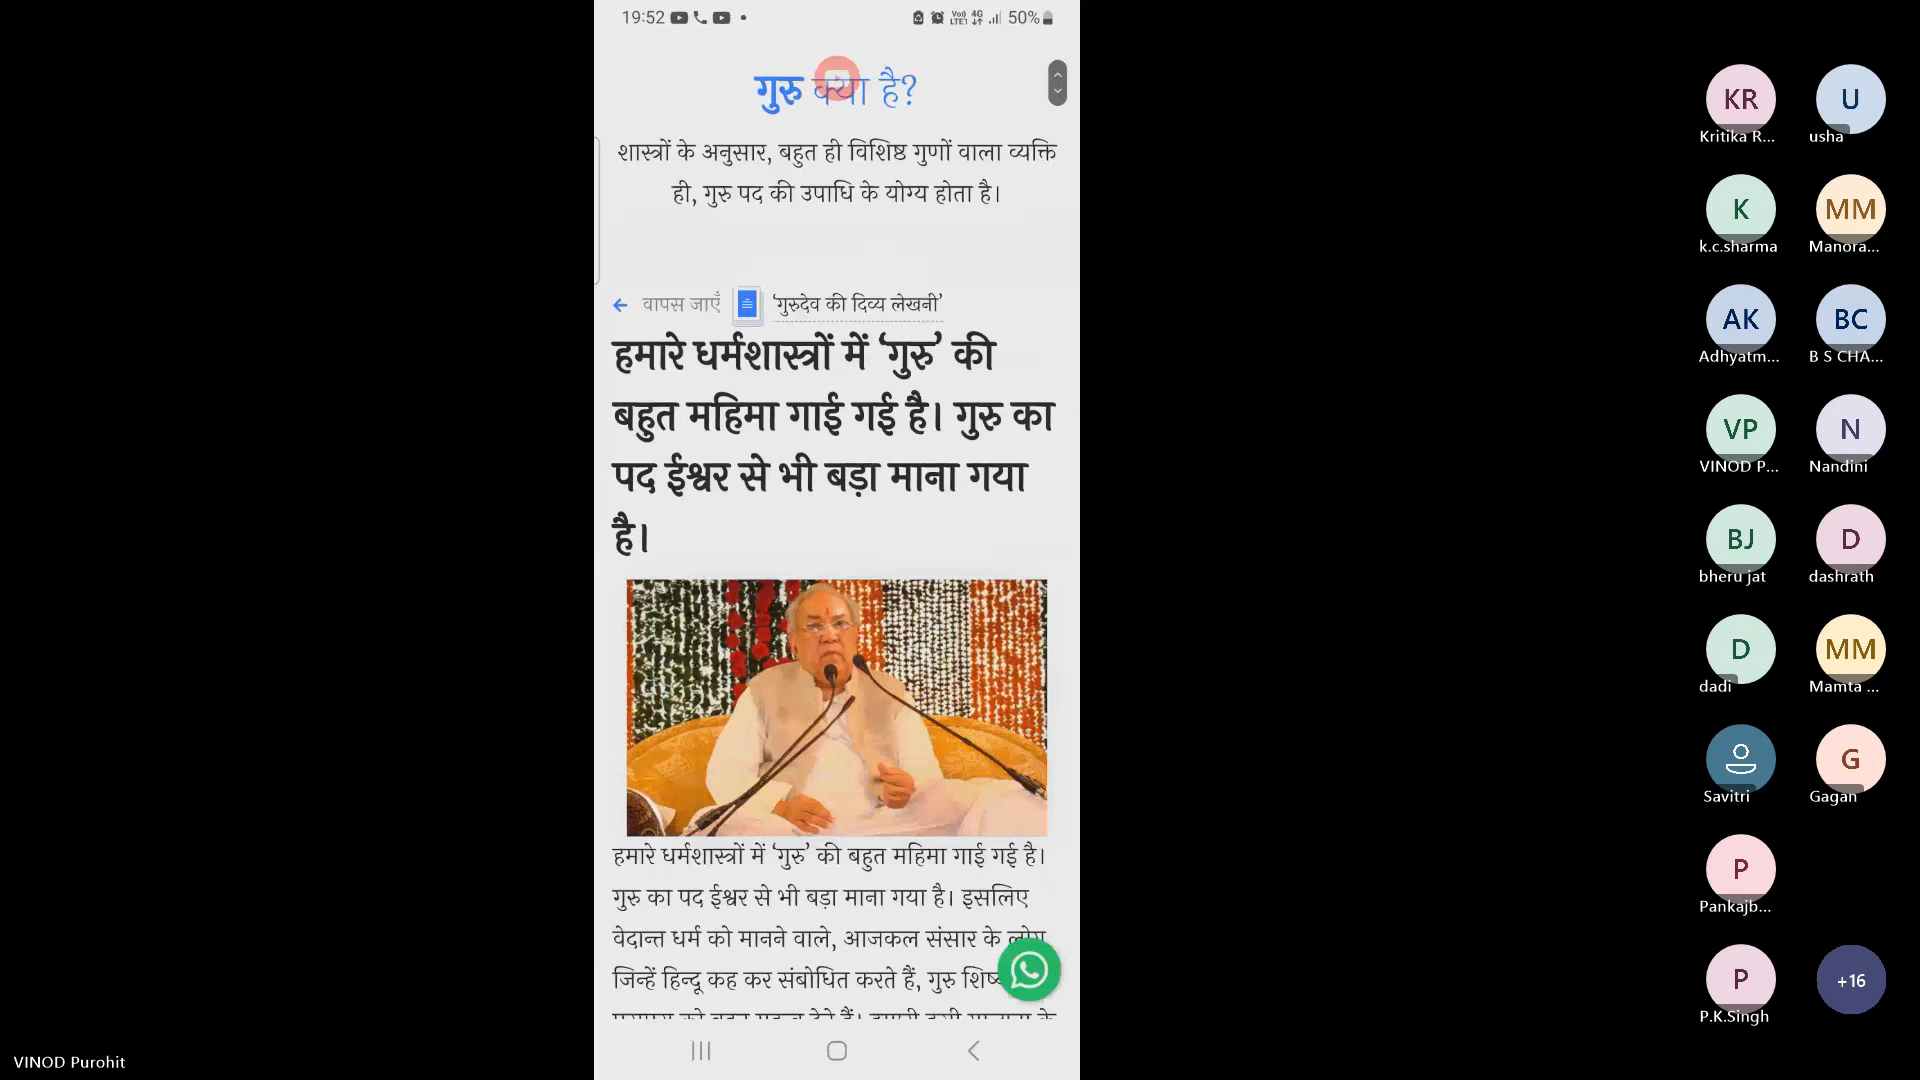 19:52
Vo)) 4G
LTE1
50%
गुरु क्या है?
शास्त्रों के अनुसार, बहुत ही विशिष्ठ गुणों वाला व्यक्ति
ही, गुरु पद की उपाधि के योग्य होता है।
वापस जाएँ
‘गुरुदेव की दिव्य लेखनी’
हमारे धर्मशास्त्रों में ‘गुरु’ की
बहुत महिमा गाई गई है। गुरु का
पद ईश्वर से भी बड़ा माना गया
है।
हमारे धर्मशास्त्रों में ‘गुरु’ की बहुत महिमा गाई गई है।
गुरु का पद ईश्वर से भी बड़ा माना गया है। इसलिए
वेदान्त धर्म को मानने वाले, आजकल संसार के लोग
जिन्हें हिन्दू कह कर संबोधित करते हैं, गुरु
KR
Kritika R...
U
usha
K
k.c.sharma
MM
Manora...
AK
Adhyatm...
BC
B S CHA...
VP
VINOD P...
N
Nandini
BJ
bheru jat
D
dashrath
D
dadi
MM
Mamta ...
Savitri
G
Gagan
P
Pankajb...
P
P.K.Singh
+16
VINOD Purohit